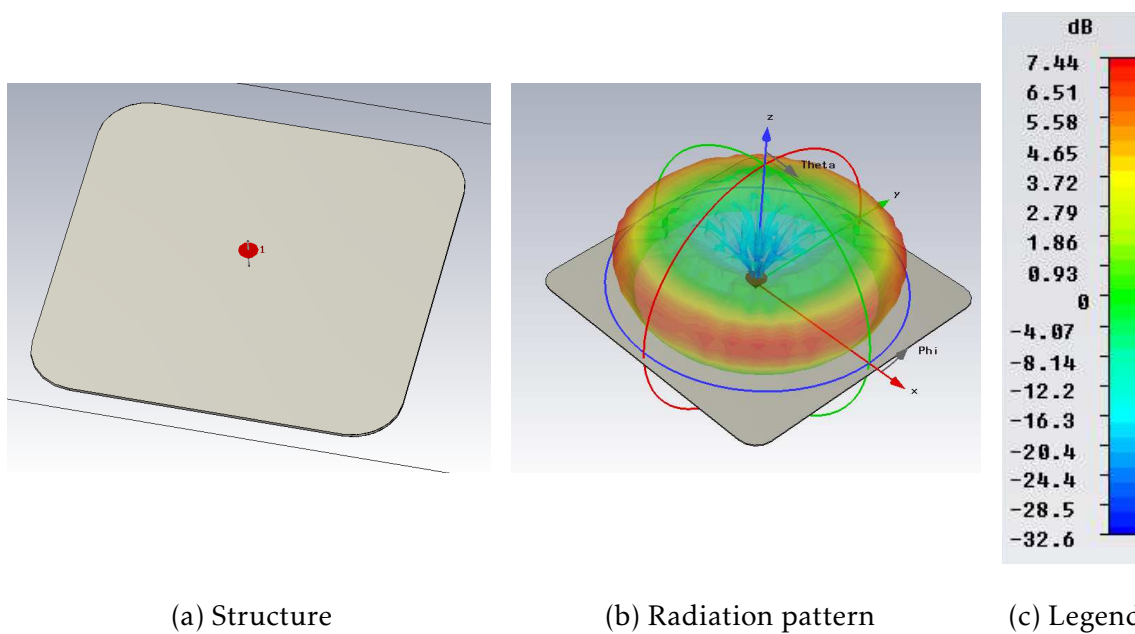 1
z
Theta
y
Phi
x
dB
7.44
6.51
5.58
4.65
3.72
2.79
1.86
0.93
0
-4.07
-8.14
-12.2
-16.3
-20.4
-24.4
-28.5
-32.6
(a) Structure
(b) Radiation pattern
(c) Legend